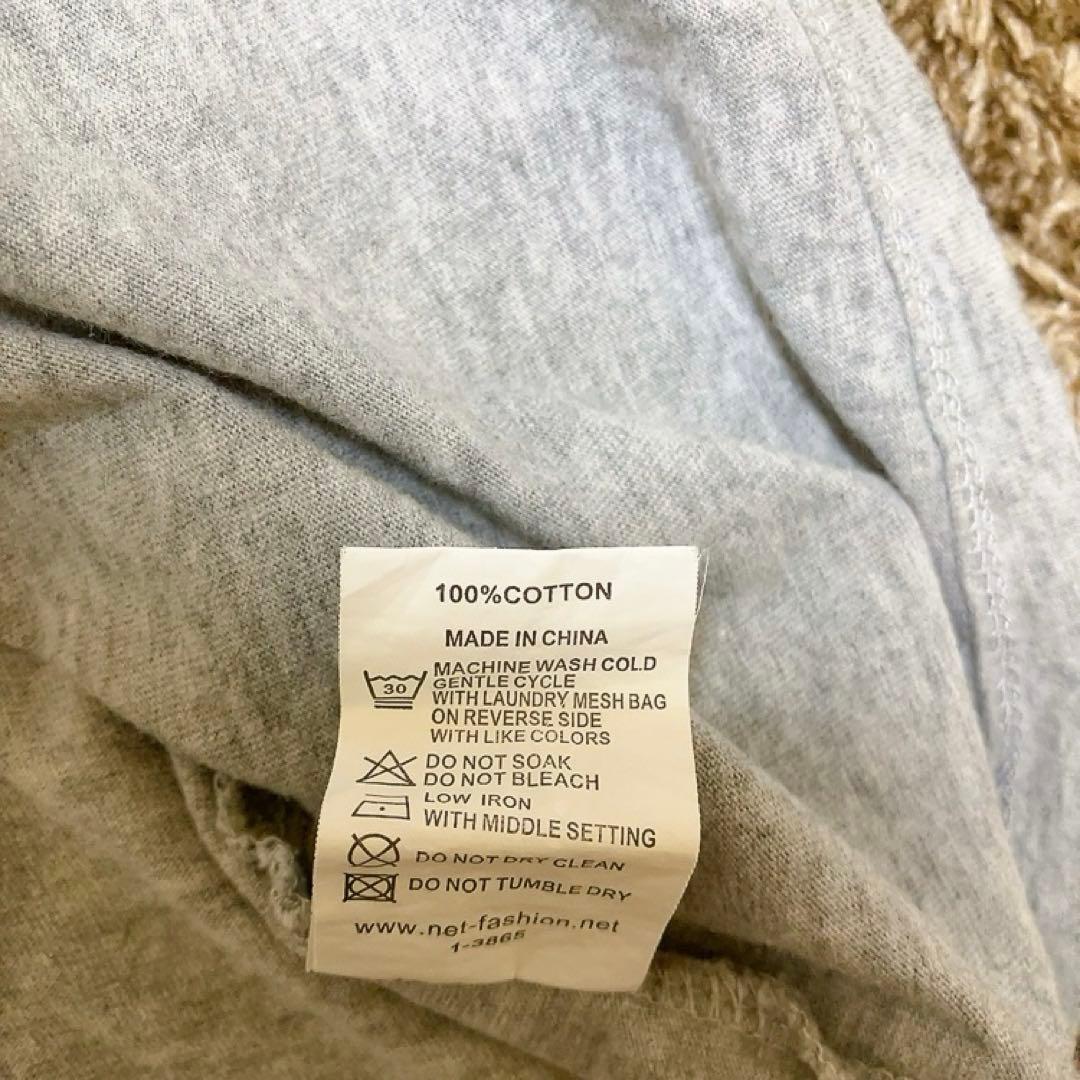 100%COTTON
MADE IN CHINA
30
MACHINE WASH COLD
GENTLE CYCLE
WITH LAUNDRY MESH BAG
ON REVERSE SIDE
WITH LIKE COLORS
DO NOT SOAK
DO NOT BLEACH
LOW IRON
WITH MIDDLE SETTING
DO NOT DRY CLEAN
DO NOT TUMBLE DRY
www.net-fashion.net
1-3865